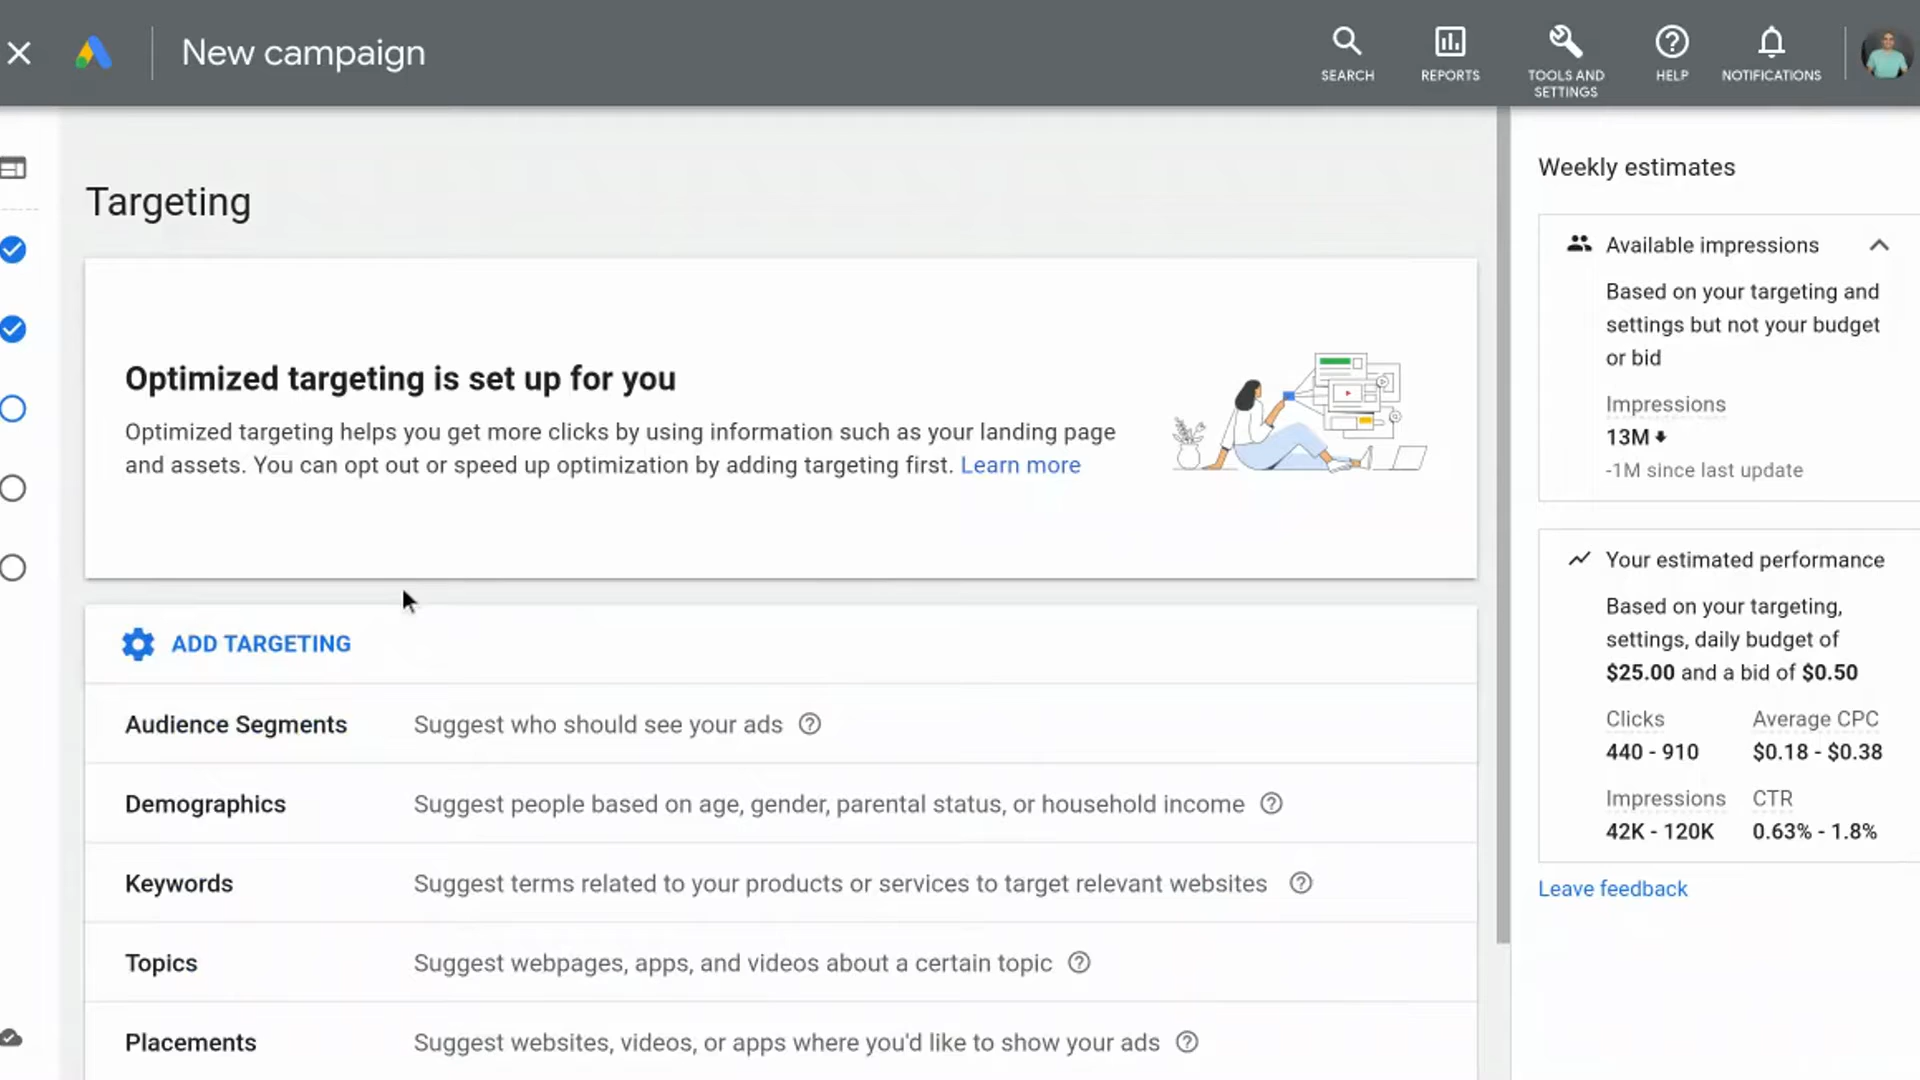 New campaign
SEARCH
REPORTS
TOOLS AND
SETTINGS
HELP
NOTIFICATIONS
Targeting
Optimized targeting is set up for you
Optimized targeting helps you get more clicks by using information such as your landing page
and assets. You can opt out or speed up optimization by adding targeting first. Learn more
ADD TARGETING
Audience Segments Suggest who should see your ads
Demographics Suggest people based on age, gender, parental status, or household income
Keywords Suggest terms related to your products or services to target relevant websites
Topics Suggest webpages, apps, and videos about a certain topic
Placements Suggest websites, videos, or apps where you'd like to show your ads
Weekly estimates
Available impressions
Based on your targeting and
settings but not your budget
or bid
Impressions
13M
-1M since last update
Your estimated performance
Based on your targeting,
settings, daily budget of
$25.00 and a bid of $0.50
Clicks Average CPC
440 - 910 $0.18 - $0.38
Impressions CTR
42K - 120K 0.63% - 1.8%
Leave feedback